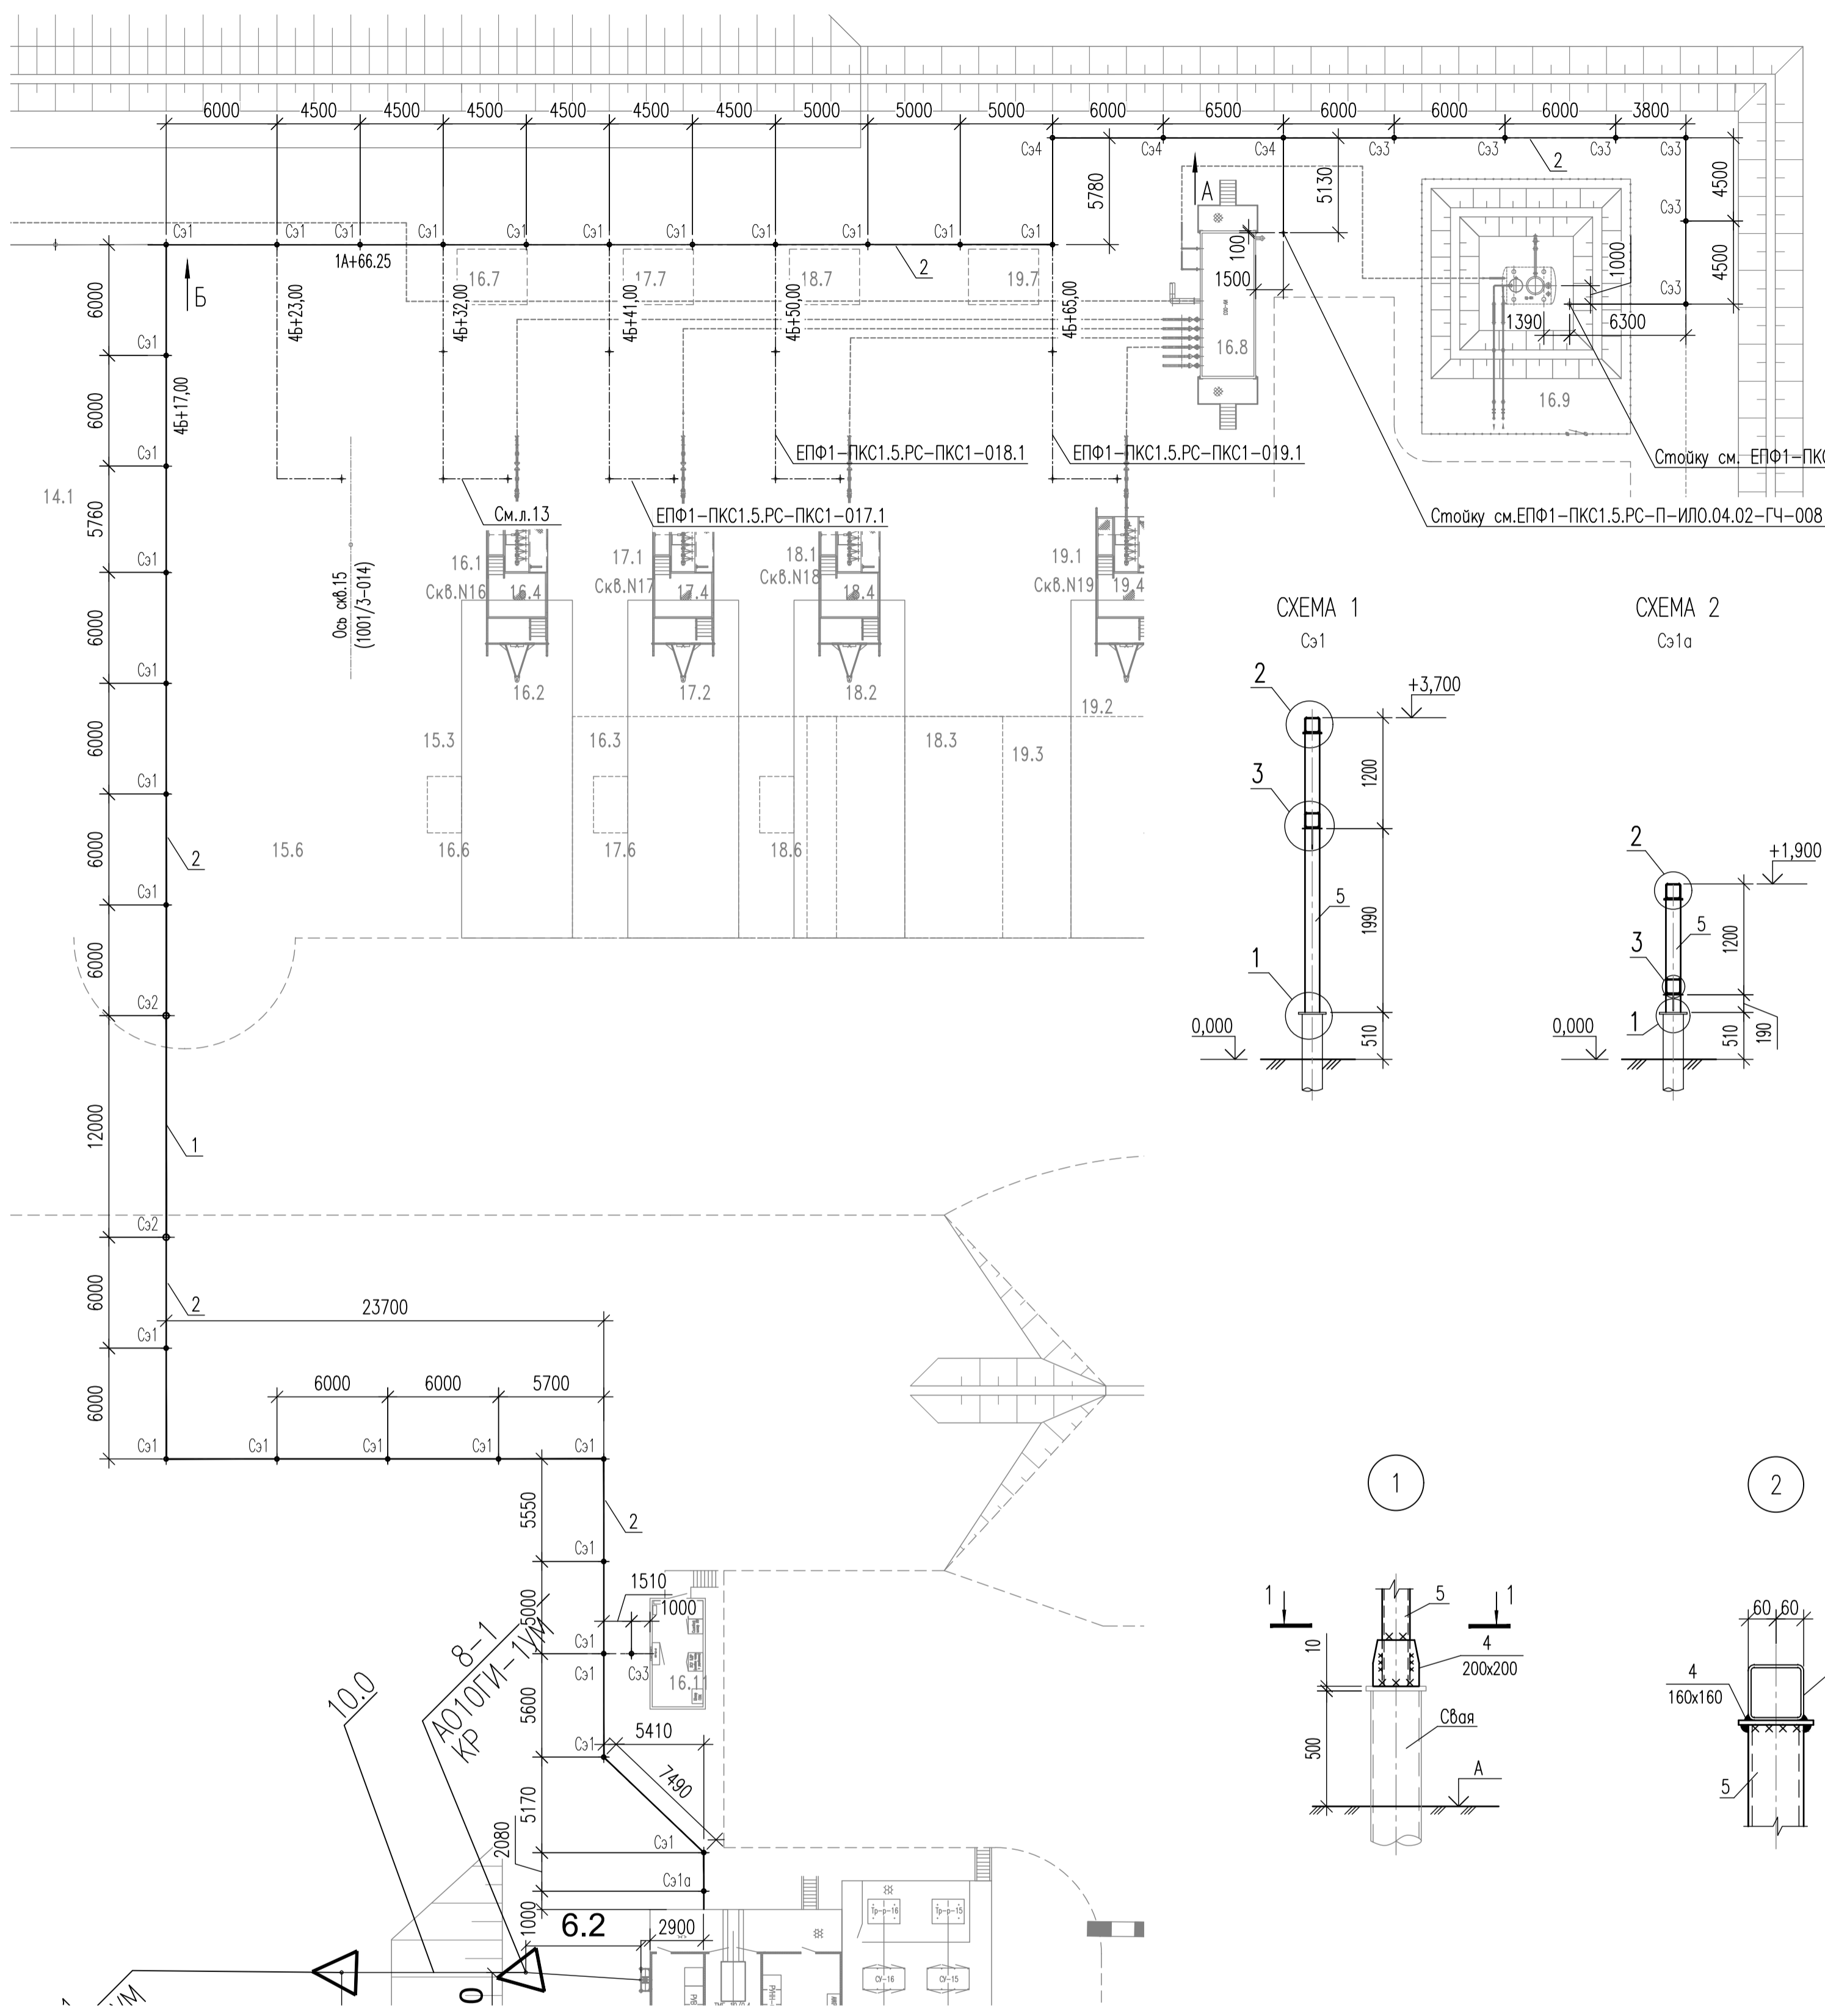 6000 4500 4500 4500 4500 4500 4500 5000 5000 5000 6000 6500 6000 6000 6000 3800
Сэ4 Сэ4 Сэ4 Сэ3 Сэ3 Сэ3 Сэ3
2
5780
А
5130
4500
Сэ3
4500
Сэ3
Сэ1 Сэ1 Сэ1 Сэ1 Сэ1 Сэ1 Сэ1 Сэ1 Сэ1 Сэ1 Сэ1
1А+66.25
2
Б
16.7 17.7 18.7 19.7
100
1500
1000
1390
6300
4Б+23,00
4Б+32,00
4Б+41,00
4Б+50,00
4Б+65,00
16.8
16.9
6000
Сэ1
6000
4Б+17,00
Сэ1
14.1
5760
ЕПФ1-ПКС1.5.РС-ПКС1-018.1
ЕПФ1-ПКС1.5.РС-ПКС1-019.1
Стойку см. ЕПФ1-ПКС
См.л.13
ЕПФ1-ПКС1.5.РС-ПКС1-017.1
Стойку см.ЕПФ1-ПКС1.5.РС-П-ИЛО.04.02-ГЧ-008
Сэ1
16.1
Скв.N16
16.4
17.1
Скв.N17
17.4
18.1
Скв.N18
18.4
19.1
Скв.N19
19.4
Ось скв.15
(1001/3-014)
6000
Сэ1
16.2 17.2 18.2 19.2
СХЕМА 1
Сэ1
2
+3,700
1200
3
5
1990
1
0,000
510
СХЕМА 2
Сэ1а
2
+1,900
5
1200
3
1
0,000
510
190
6000
Сэ1
15.3 16.3 18.3 19.3
6000
2
15.6 16.6 17.6 18.6
Сэ1
6000
Сэ2
12000
1
Сэ2
6000
2
Сэ1
23700
6000
6000 6000 5700
Сэ1 Сэ1 Сэ1 Сэ1 Сэ1
5550
2
Сэ1
1510
1000
5000
Сэ1
Сэ1
Сэ3
16.11
5600
5410
Сэ1
7490
5170
2080
Сэ1
Сэ1а
1000
6.2
2900
10.0
8-1
А010ГИ-1УМ
КР
УМ
0
Тр-р-16
Тр-р-15
СУ-16
СУ-15
1
1
1
5
10
4
200х200
500
Свая
А
2
60 60
4
160х160
5